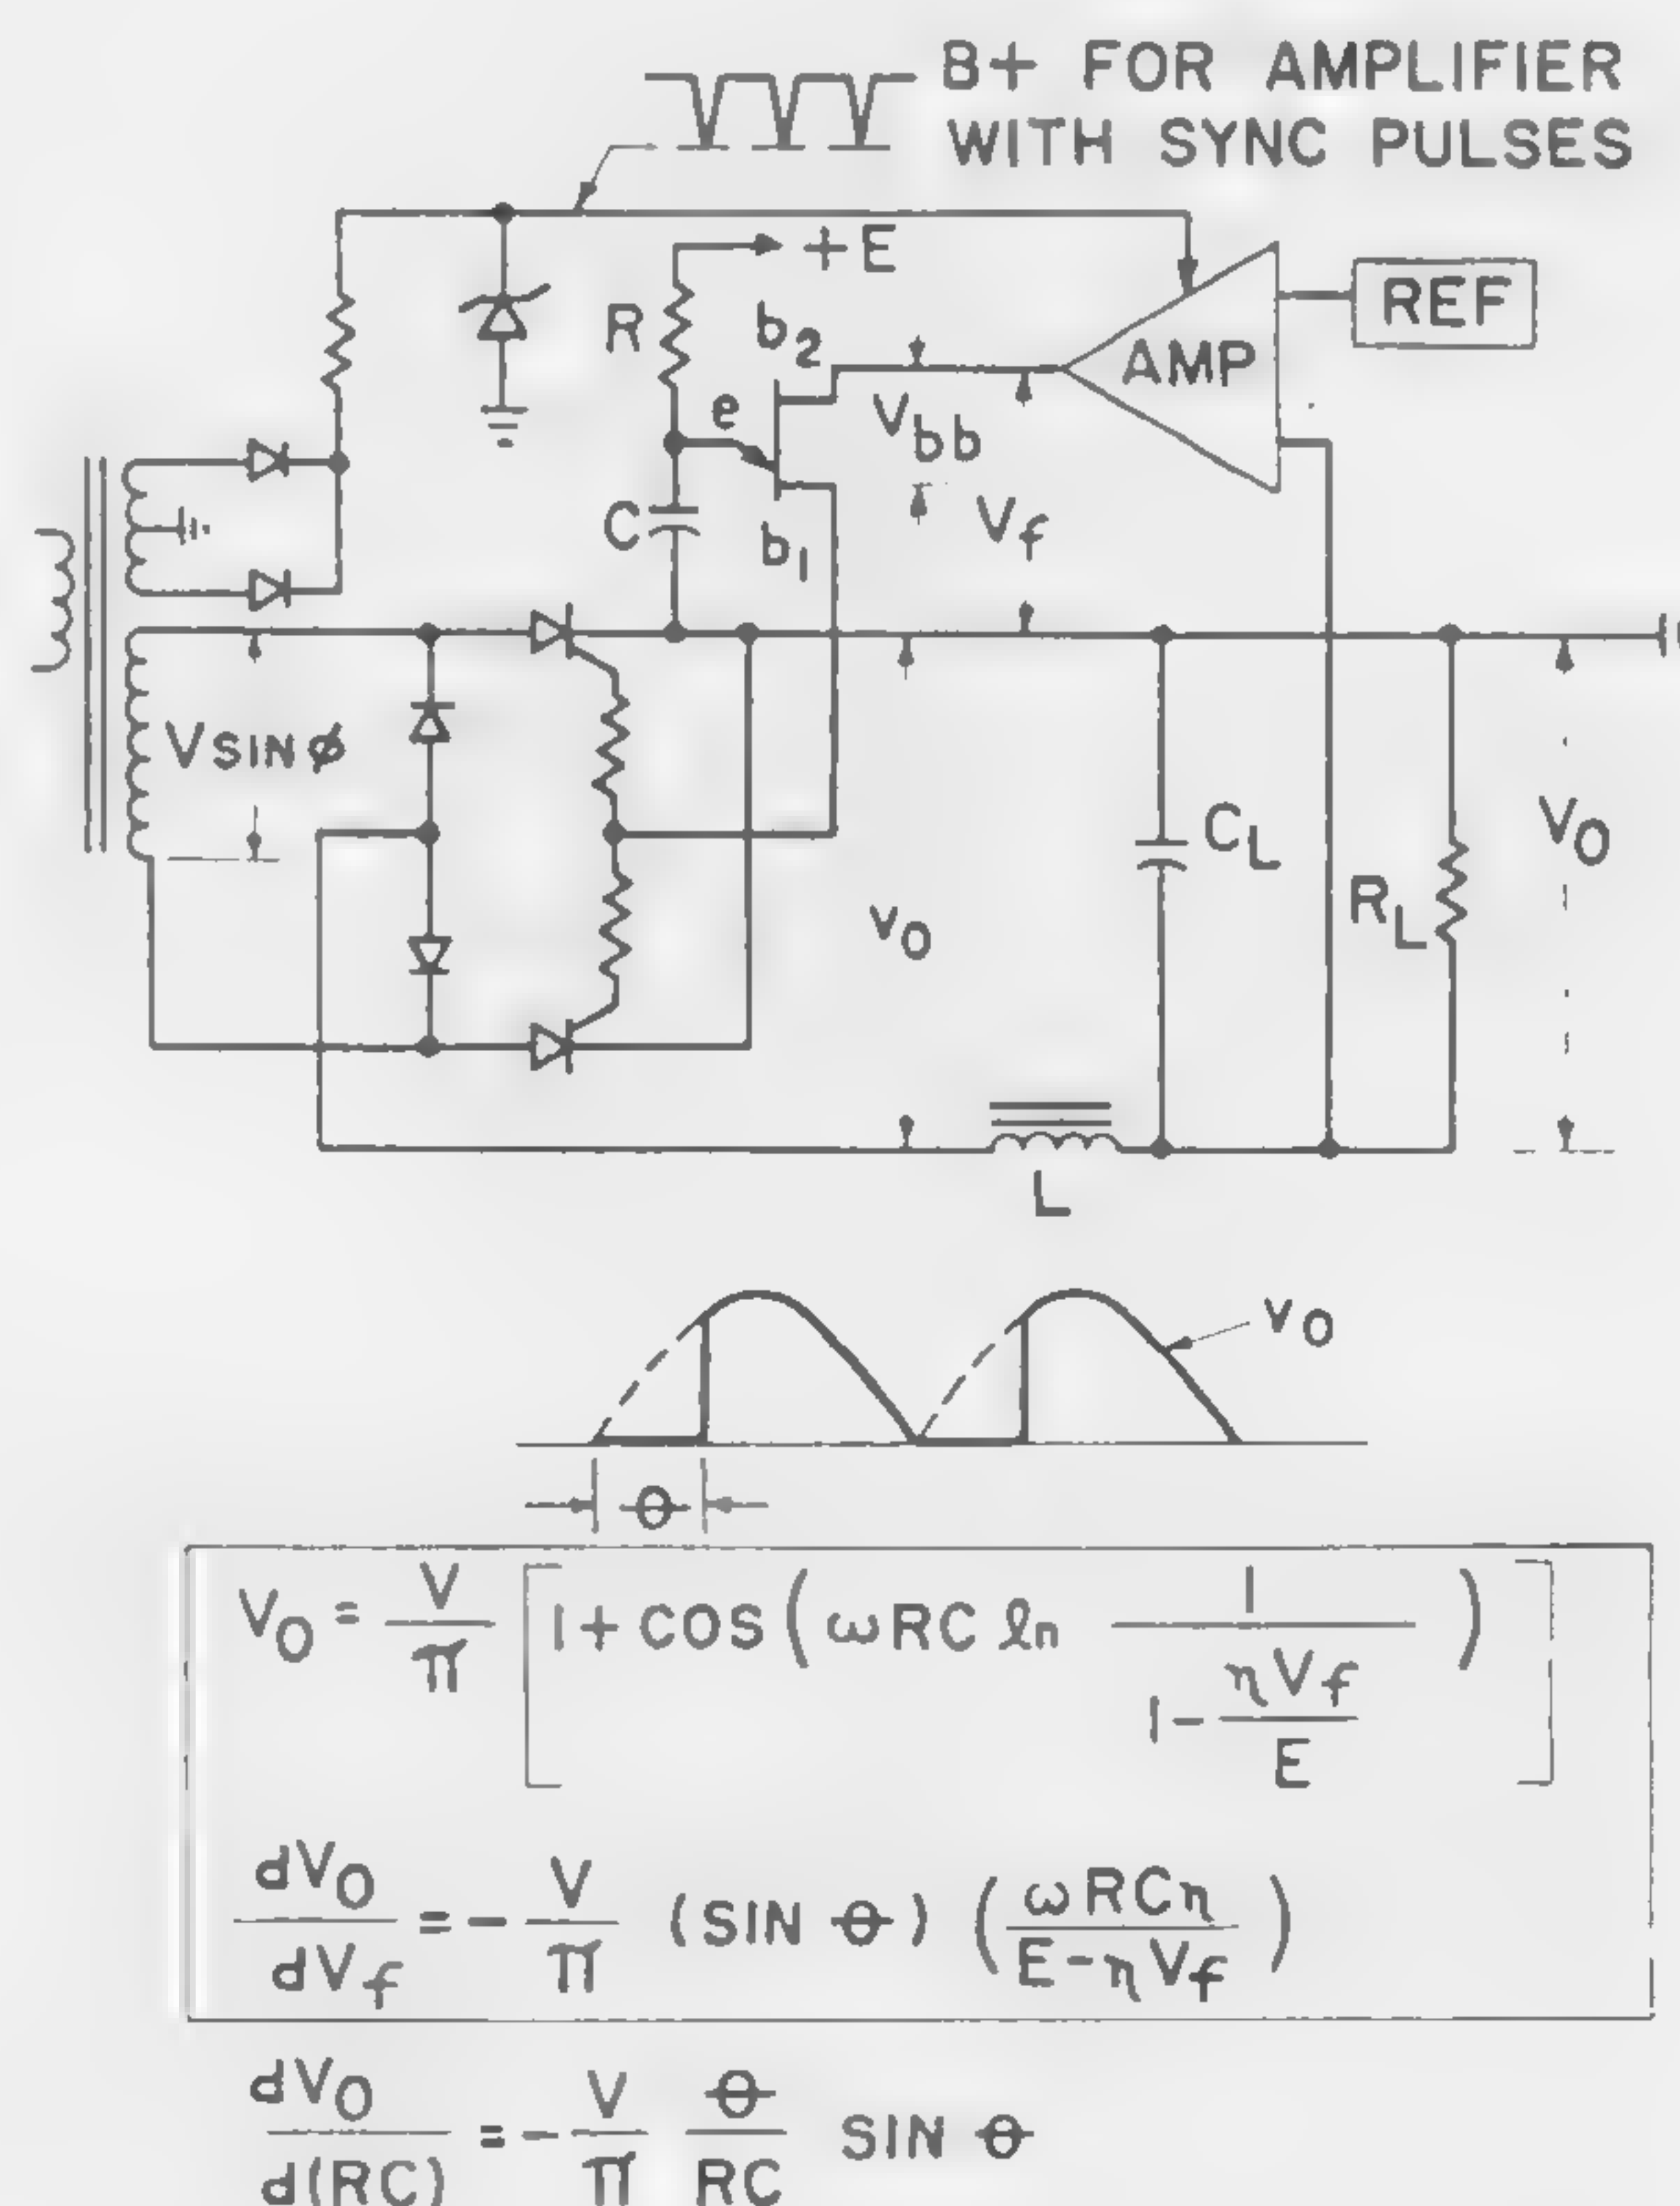 B+ FOR AMPLIFIER
WITH SYNC PULSES
+E
R
b2
REF
AMP
e
Vbb
C
b1
Vf
V SIN ϕ
CL
VO
RL
vO
L
vO
θ
VO = V/π [1 + COS (ωRC ln 1/(1 - ηVf/E))]
dVO/dVf = - V/π (SIN θ) (ωRCη/(E - ηVf))
dVO/d(RC) = - V/π θ/RC SIN θ